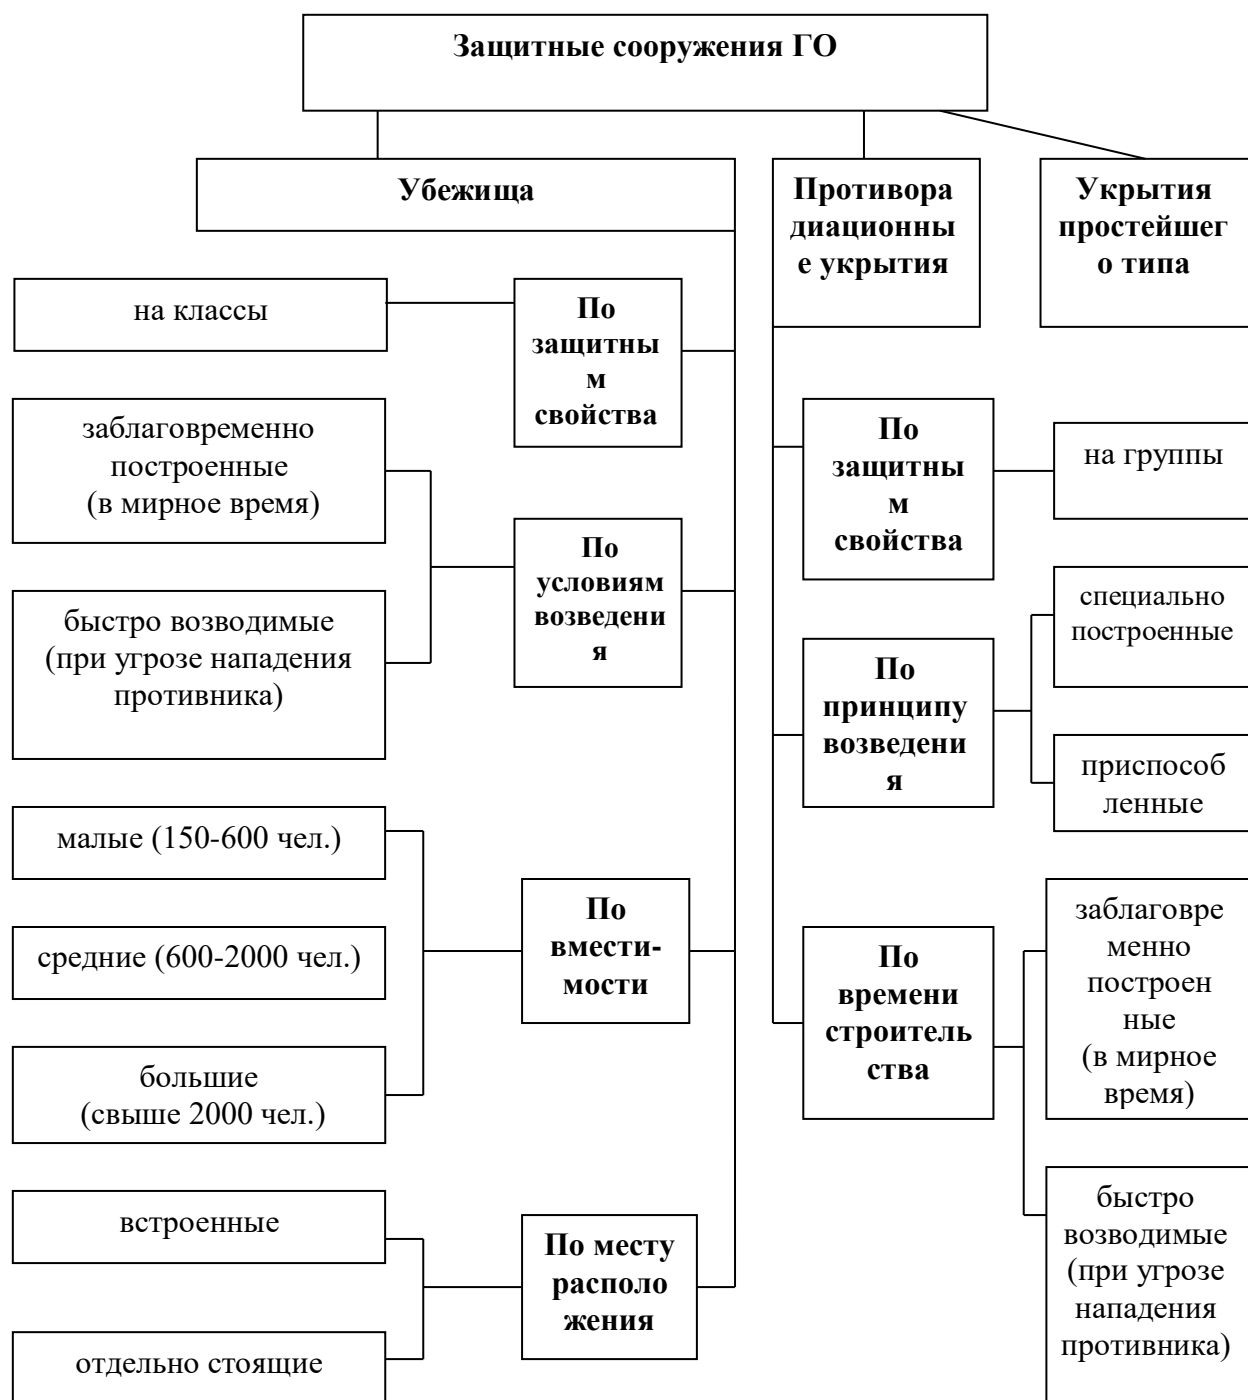 Защитные сооружения ГО
Убежища
Противора
диационны
е укрытия
Укрытия
простейшег
о типа
на классы
По
защитны
м
свойства
заблаговременно
построенные
(в мирное время)
быстро возводимые
(при угрозе нападения
противника)
По
условиям
возведени
я
малые (150-600 чел.)
средние (600-2000 чел.)
большие
(свыше 2000 чел.)
По
вмести-
мости
встроенные
отдельно стоящие
По месту
располо
жения
По
защитны
м
свойства
на группы
По
принципу
возведени
я
специально
построенные
приспособ
ленные
По
времени
строитель
ства
заблаговре
менно
построен
ные
(в мирное
время)
быстро
возводимые
(при угрозе
нападения
противника)